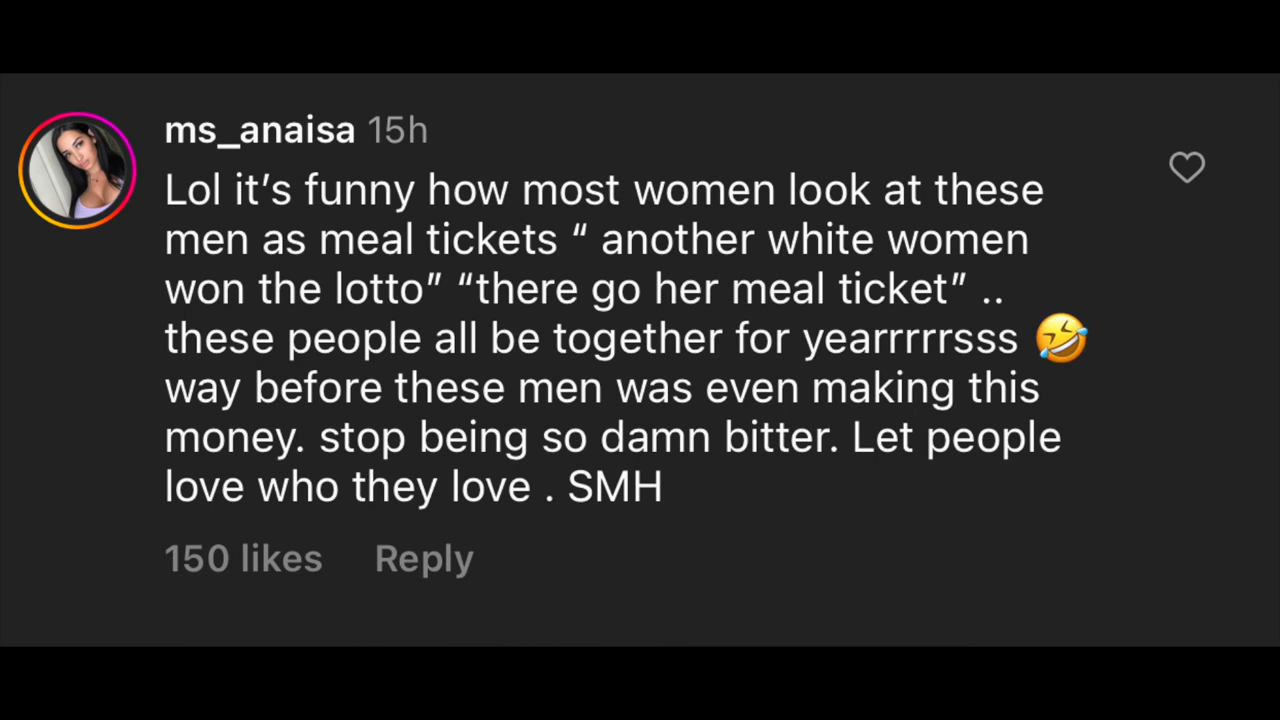 ms_anaisa 15h
Lol it’s funny how most women look at these
men as meal tickets “ another white women
won the lotto” “there go her meal ticket” ..
these people all be together for yearrrrrsss 🤣
way before these men was even making this
money. stop being so damn bitter. Let people
love who they love . SMH
150 likes Reply